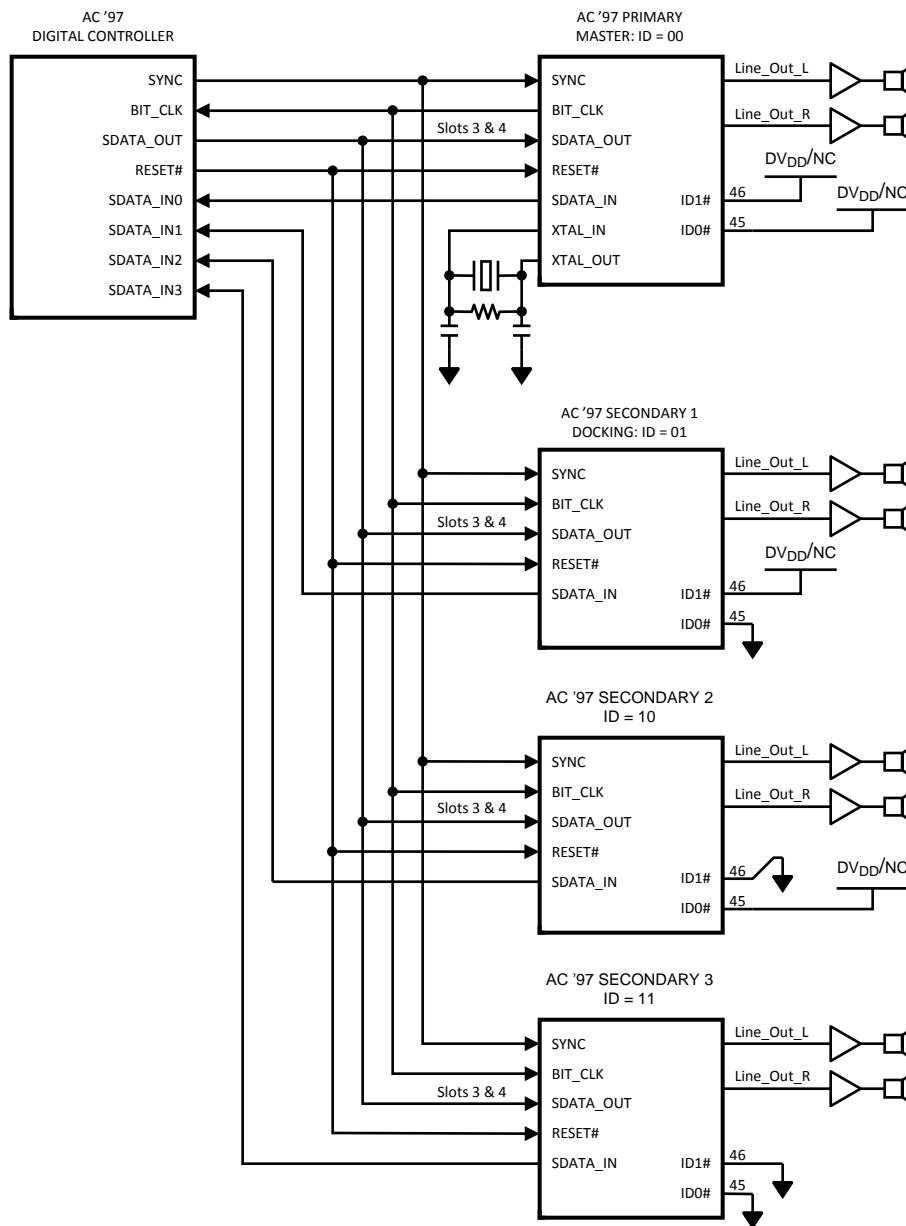 AC '97
DIGITAL CONTROLLER
SYNC
BIT_CLK
SDATA_OUT
RESET#
SDATA_IN0
SDATA_IN1
SDATA_IN2
SDATA_IN3
AC '97 PRIMARY
MASTER: ID = 00
SYNC
BIT_CLK
Slots 3 & 4
SDATA_OUT
RESET#
SDATA_IN
XTAL_IN
XTAL_OUT
ID1#
ID0#
46
45
Line_Out_L
Line_Out_R
DVDD/NC
DVDD/NC
AC '97 SECONDARY 1
DOCKING: ID = 01
SYNC
BIT_CLK
Slots 3 & 4
SDATA_OUT
RESET#
SDATA_IN
ID1#
ID0#
46
45
Line_Out_L
Line_Out_R
DVDD/NC
AC '97 SECONDARY 2
ID = 10
SYNC
BIT_CLK
Slots 3 & 4
SDATA_OUT
RESET#
SDATA_IN
ID1#
ID0#
46
45
Line_Out_L
Line_Out_R
DVDD/NC
AC '97 SECONDARY 3
ID = 11
SYNC
BIT_CLK
Slots 3 & 4
SDATA_OUT
RESET#
SDATA_IN
ID1#
ID0#
46
45
Line_Out_L
Line_Out_R